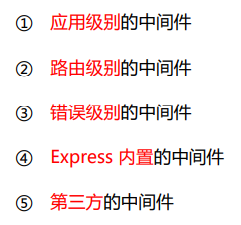 ① 应用级别的中间件
② 路由级别的中间件
③ 错误级别的中间件
④ Express 内置的中间件
⑤ 第三方的中间件